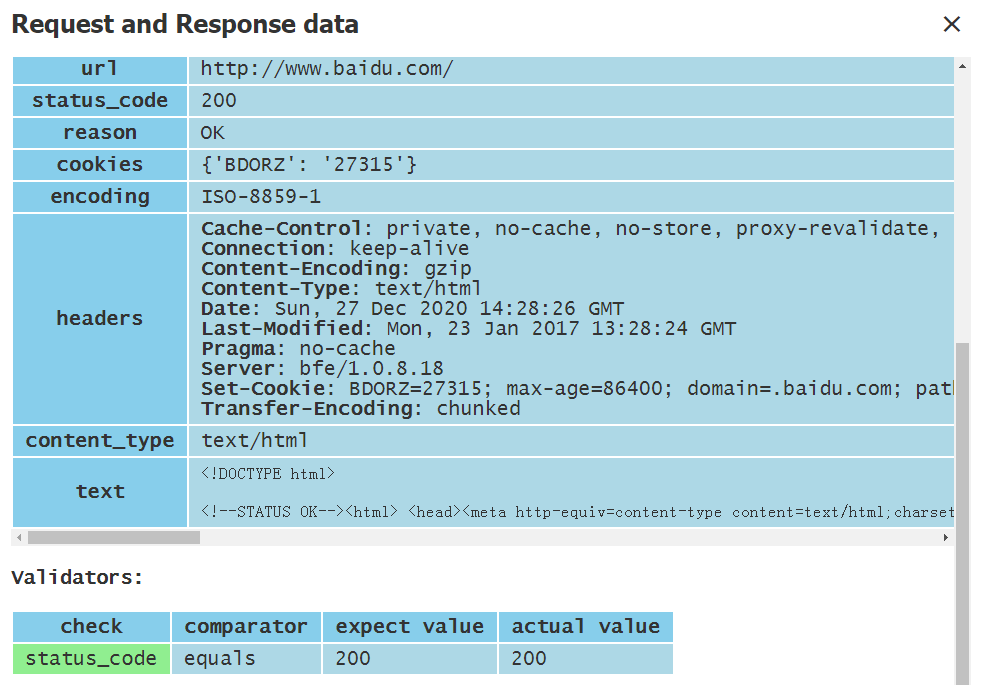 Request and Response data
url http://www.baidu.com/
status_code 200
reason OK
cookies {'BDORZ': '27315'}
encoding ISO-8859-1
headers
Cache-Control: private, no-cache, no-store, proxy-revalidate,
Connection: keep-alive
Content-Encoding: gzip
Content-Type: text/html
Date: Sun, 27 Dec 2020 14:28:26 GMT
Last-Modified: Mon, 23 Jan 2017 13:28:24 GMT
Pragma: no-cache
Server: bfe/1.0.8.18
Set-Cookie: BDORZ=27315; max-age=86400; domain=.baidu.com;
Transfer-Encoding: chunked
content_type text/html
text
<!DOCTYPE html>
<!--STATUS OK--><html> <head><meta http-equiv=content-type content=text/html;charset
Validators:
check comparator expect value actual value
status_code equals 200 200